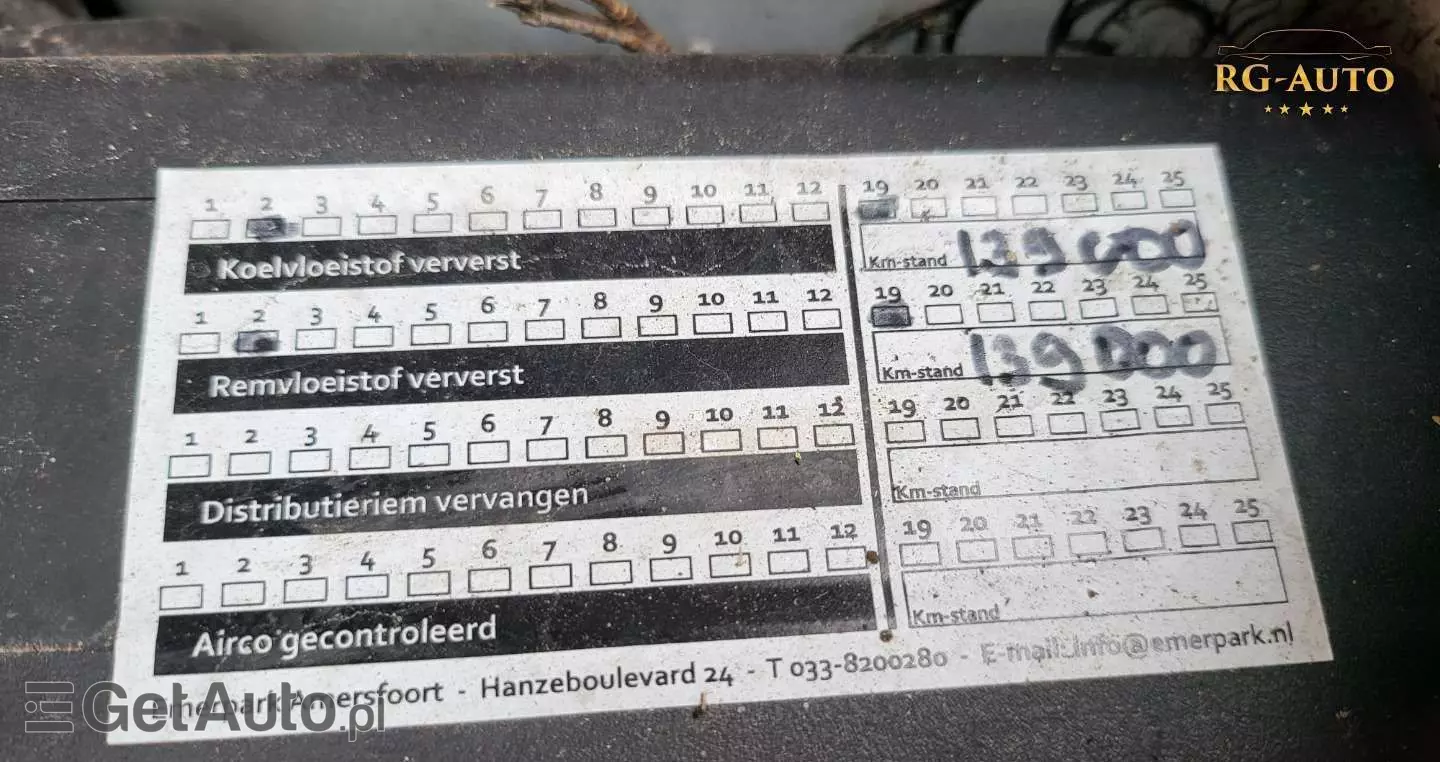 RG-AUTO
1 2 3 4 5 6 7 8 9 10 11 12 19 20 21 22 23 24 25
Koelvloeistof ververst Km-stand 139000
1 2 3 4 5 6 7 8 9 10 11 12 19 20 21 22 23 24 25
Remvloeistof ververst Km-stand 139000
1 2 3 4 5 6 7 8 9 10 11 12 19 20 21 22 23 24 25
Distributieriem vervangen Km-stand
1 2 3 4 5 6 7 8 9 10 11 12 19 20 21 22 23 24 25
Airco gecontroleerd Km-stand
Emerpark Amersfoort - Hanzeboulevard 24 - T 033-8200280 - E-mail: info@emerpark.nl
GetAuto.pl